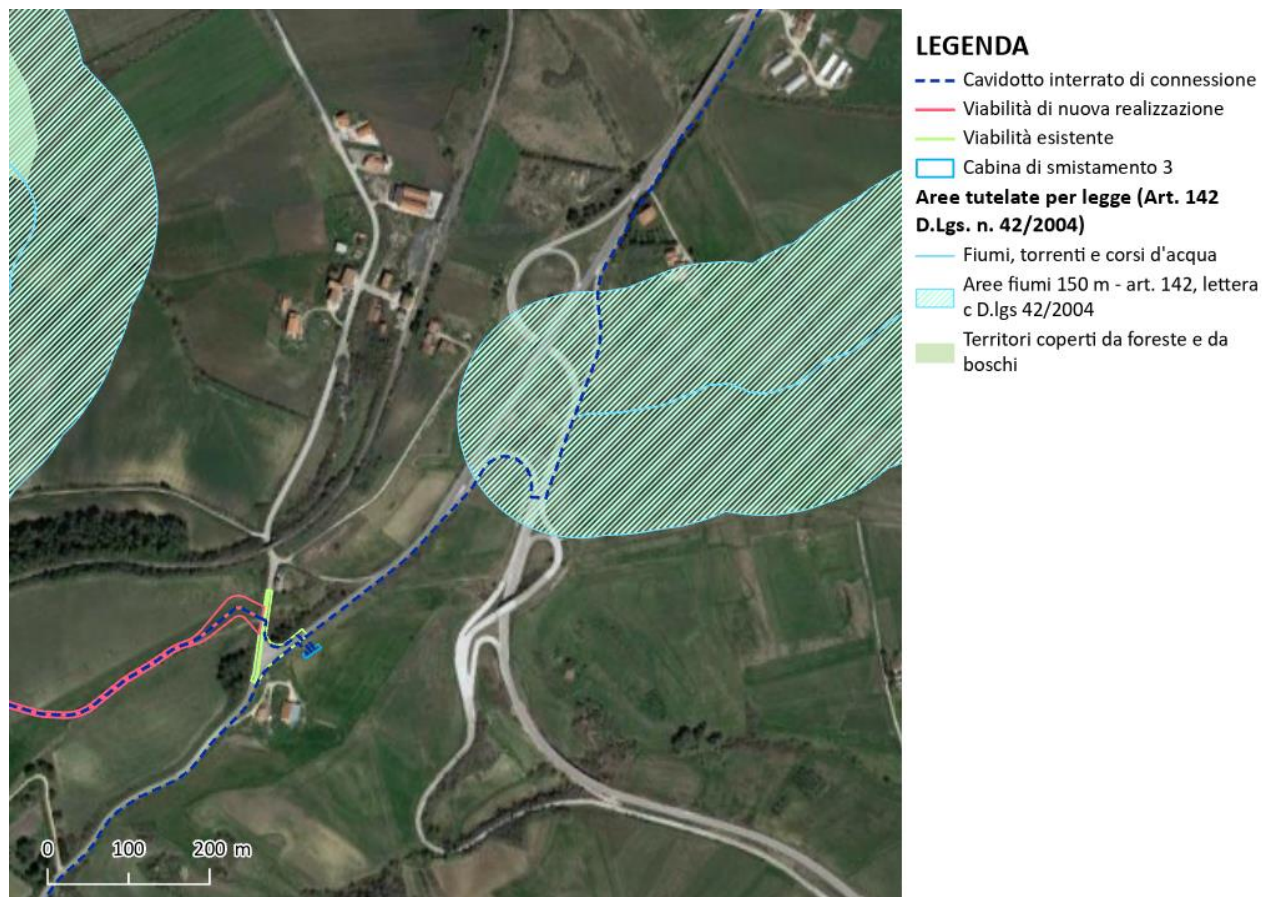 LEGENDA
Cavidotto interrato di connessione
Viabilità di nuova realizzazione
Viabilità esistente
Cabina di smistamento 3
Aree tutelate per legge (Art. 142
D.Lgs. n. 42/2004)
Fiumi, torrenti e corsi d'acqua
Aree fiumi 150 m - art. 142, lettera
c D.lgs 42/2004
Territori coperti da foreste e da
boschi
0 100 200 m